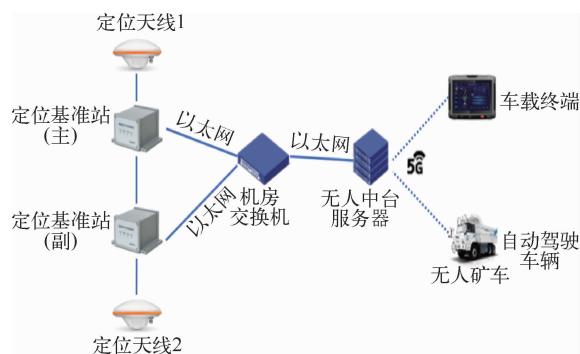 定位天线1
定位基准站
(主)
以太网
以太网
机房
交换机
以太网
无人中台
服务器
5G
车载终端
定位基准站
(副)
自动驾驶
车辆
无人矿车
定位天线2